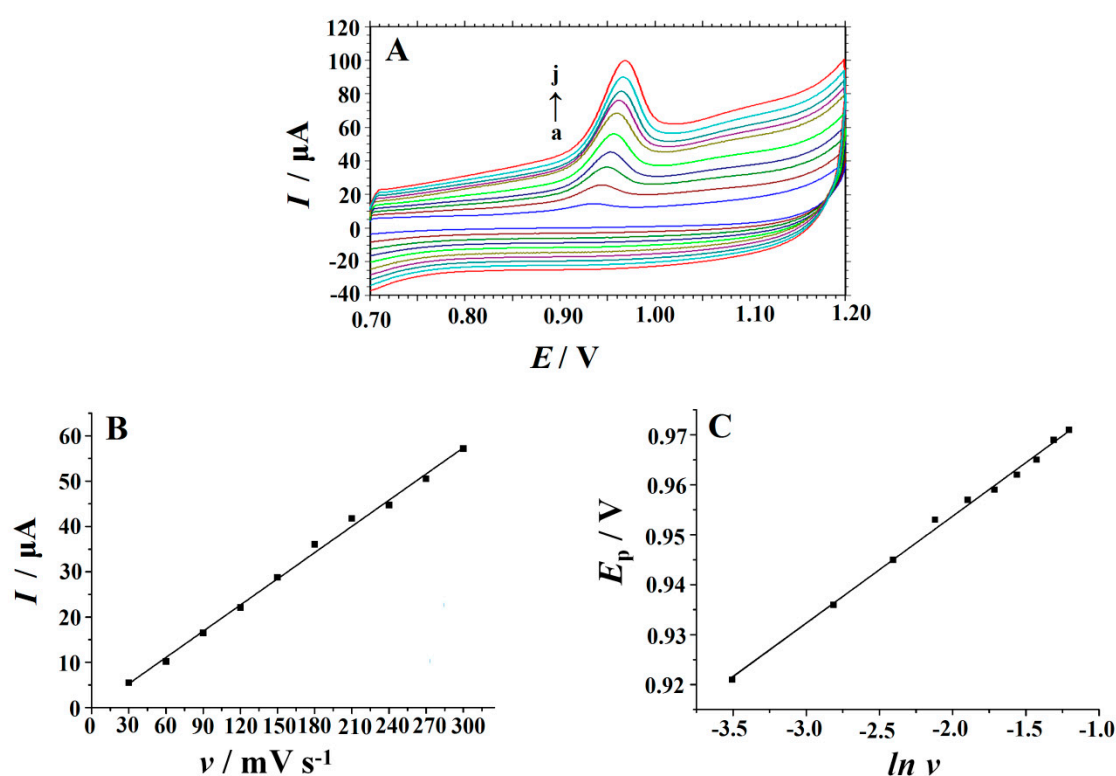 A
120
100
80
60
40
20
0
-20
-40
I / μA
j
a
0.70 0.80 0.90 1.00 1.10 1.20
E / V
B
60
50
40
30
20
10
0
I / μA
0 30 60 90 120 150 180 210 240 270 300
v / mV s-1
C
0.97
0.96
0.95
0.94
0.93
0.92
Ep / V
-3.5 -3.0 -2.5 -2.0 -1.5 -1.0
ln v